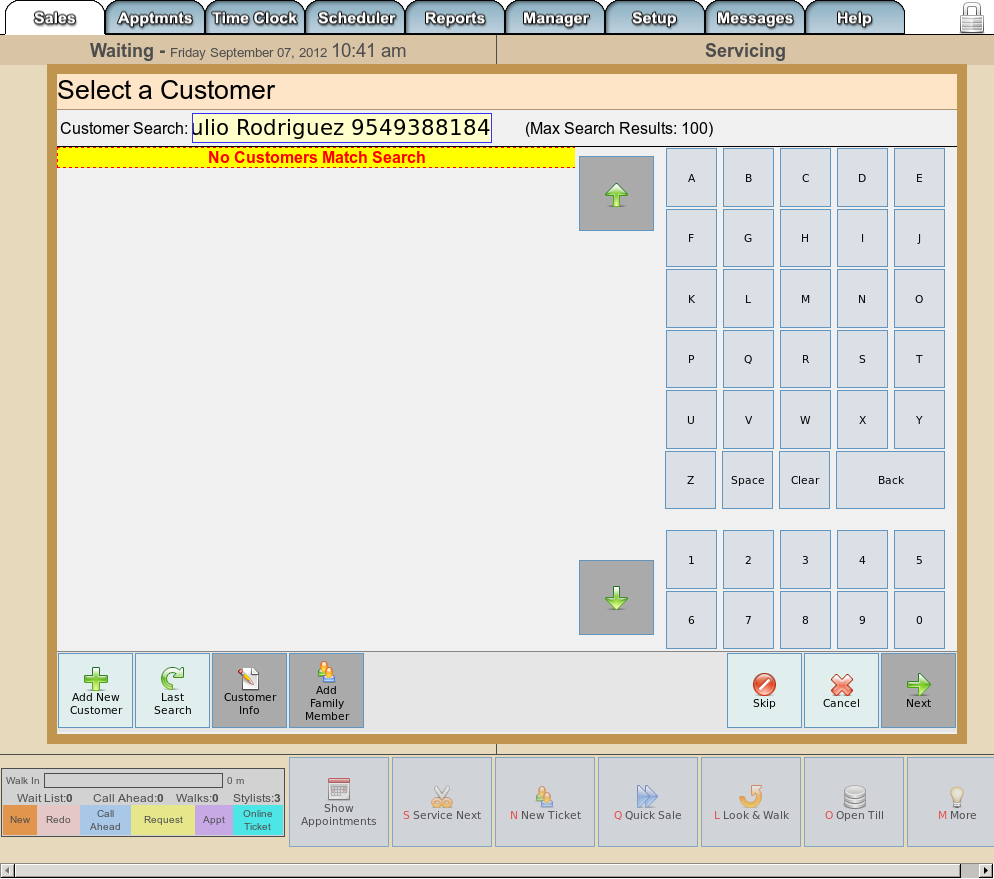 Sales Apptmnts Time Clock Scheduler Reports Manager Setup Messages Help
Waiting - Friday September 07, 2012 10:41 am Servicing
Select a Customer
Customer Search: ulio Rodriguez 9549388184 (Max Search Results: 100)
No Customers Match Search
A B C D E
F G H I J
K L M N O
P Q R S T
U V W X Y
Z Space Clear Back
1 2 3 4 5
6 7 8 9 0
Add New
Customer
Last
Search
Customer
Info
Add
Family
Member
Skip
Cancel
Next
Walk In 0 m
Wait List:0 Call Ahead:0 Walks:0 Stylists:3
New
Redo
Call
Ahead
Request
Appt
Online
Ticket
Show
Appointments
S Service Next
N New Ticket
Q Quick Sale
L Look & Walk
O Open Till
M More